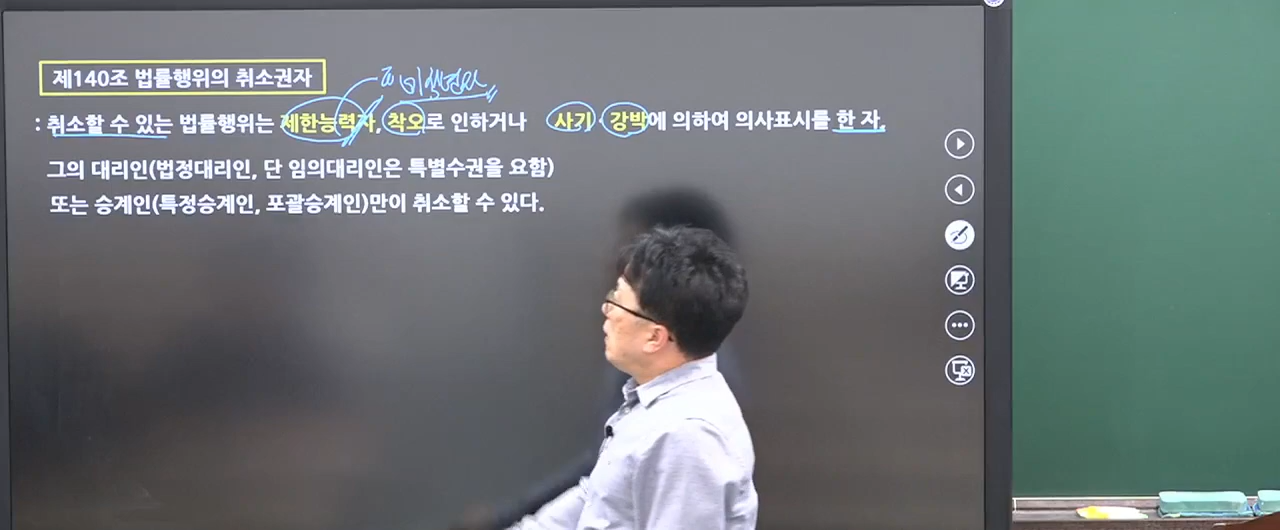 제140조 법률행위의 취소권자
: 취소할 수 있는 법률행위는 제한능력자, 착오로 인하거나 사기 강박에 의하여 의사표시를 한 자,
그의 대리인(법정대리인, 단 임의대리인은 특별수권을 요함)
또는 승계인(특정승계인, 포괄승계인)만이 취소할 수 있다.